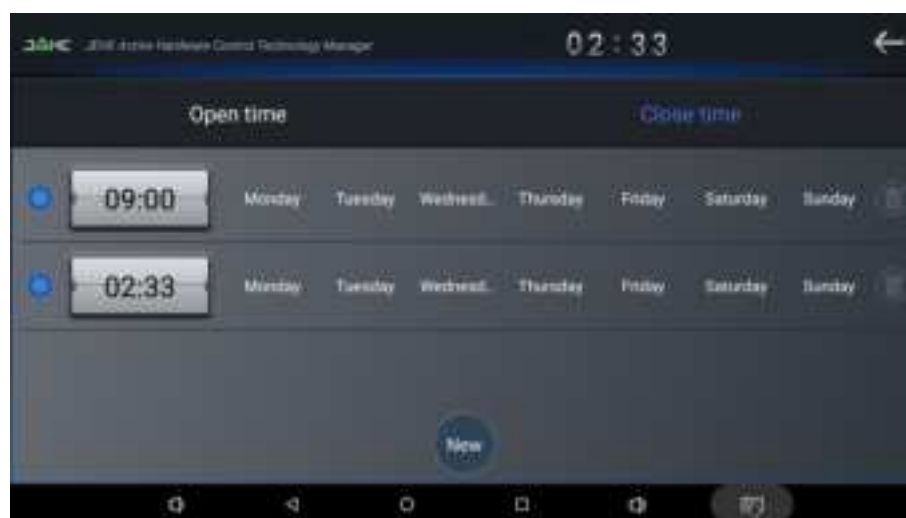 02:33
Open time Close time
09:00 Monday Tuesday Wednesd... Thursday Friday Saturday Sunday
02:33 Monday Tuesday Wednesd... Thursday Friday Saturday Sunday
New